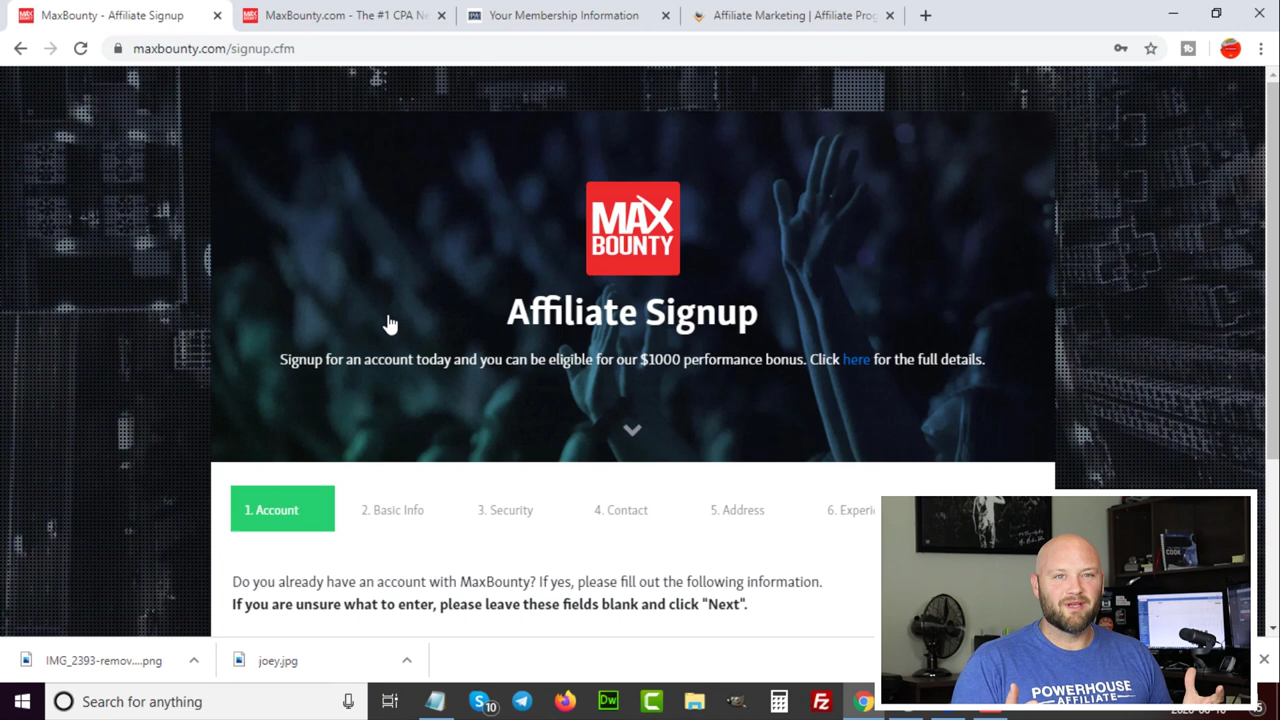 MaxBounty - Affiliate Signup
MaxBounty.com - The #1 CPA Ne
Your Membership Information
Affiliate Marketing | Affiliate Prog
maxbounty.com/signup.cfm
MAX
BOUNTY
Affiliate Signup
Signup for an account today and you can be eligible for our $1000 performance bonus. Click here for the full details.
1. Account
2. Basic Info
3. Security
4. Contact
5. Address
6. Experi
Do you already have an account with MaxBounty? If yes, please fill out the following information.
If you are unsure what to enter, please leave these fields blank and click "Next".
COOK
POWERHOUSE
AFFILIATE
IMG_2393-remov....png
joey.jpg
Search for anything
10
Dw